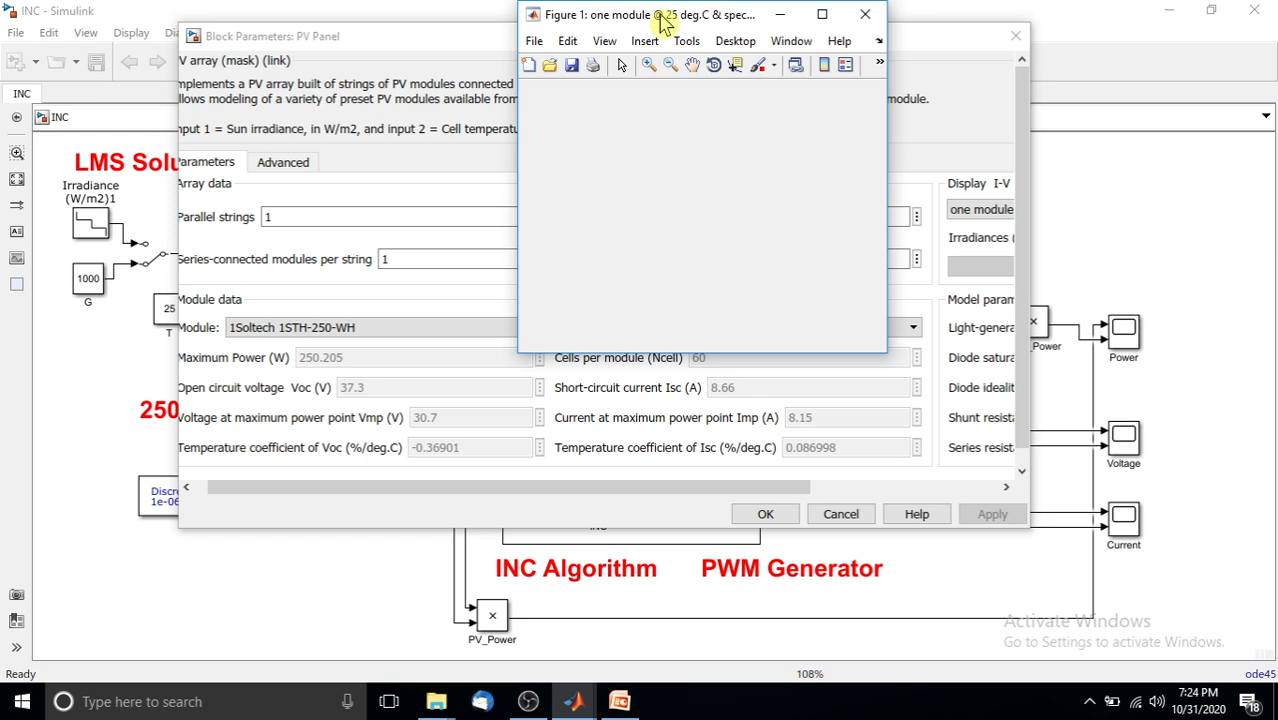 INC - Simulink
File Edit View Display
INC
INC
Block Parameters: PV Panel
Figure 1: one module @ 25 deg.C & spec...
File Edit View Insert Tools Desktop Window Help
V array (mask) (link)
mplements a PV array built of strings of PV modules connected
llows modeling of a variety of preset PV modules available from
module.
nput 1 = Sun irradiance, in W/m2, and input 2 = Cell temperatu
Parameters Advanced
Array data
Parallel strings 1
Series-connected modules per string 1
Display I-V
one module
Irradiances (
Module data
Module: 1Soltech 1STH-250-WH
Maximum Power (W) 250.205
Cells per module (Ncell) 60
Open circuit voltage Voc (V) 37.3
Short-circuit current Isc (A) 8.66
Voltage at maximum power point Vmp (V) 30.7
Current at maximum power point Imp (A) 8.15
Temperature coefficient of Voc (%/deg.C) -0.36901
Temperature coefficient of Isc (%/deg.C) 0.086998
Model param
Light-genera
Diode satura
Diode idealit
Shunt resist
Series resist
OK Cancel Help Apply
LMS Solu
Irradiance
(W/m2)1
1000
G
25
T
250
Discre
1e-06
INC
INC Algorithm PWM Generator
×
PV_Power
×
_Power
Power
Voltage
Current
Activate Windows
Go to Settings to activate Windows.
Ready 108% ode45
Type here to search
7:24 PM
10/31/2020
18